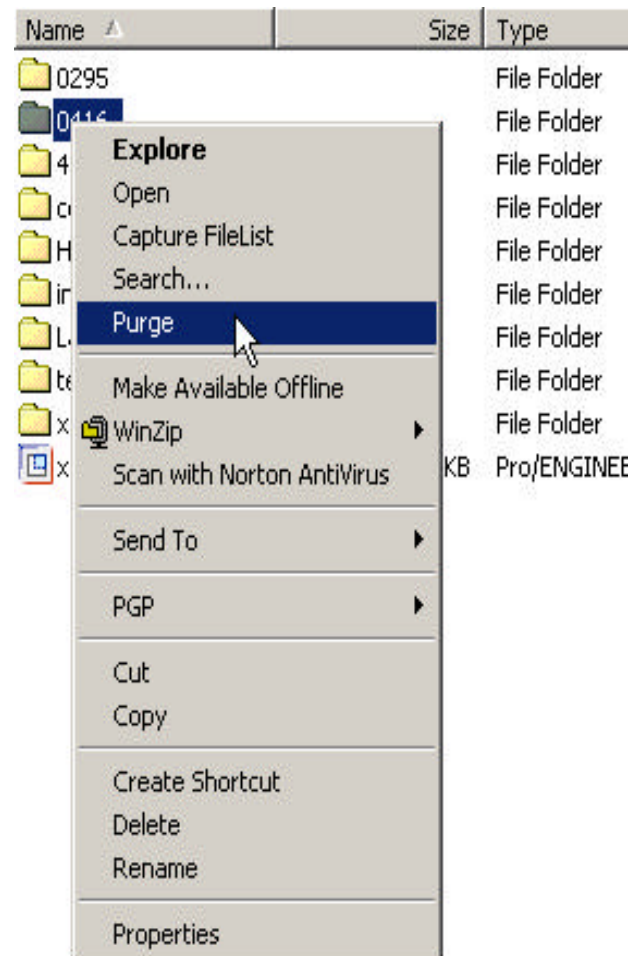 Name Size Type
0295 File Folder
0416 File Folder
File Folder
File Folder
File Folder
File Folder
File Folder
File Folder
File Folder
KB Pro/ENGINEE
Explore
Open
Capture FileList
Search...
Purge
Make Available Offline
WinZip
Scan with Norton AntiVirus
Send To
PGP
Cut
Copy
Create Shortcut
Delete
Rename
Properties